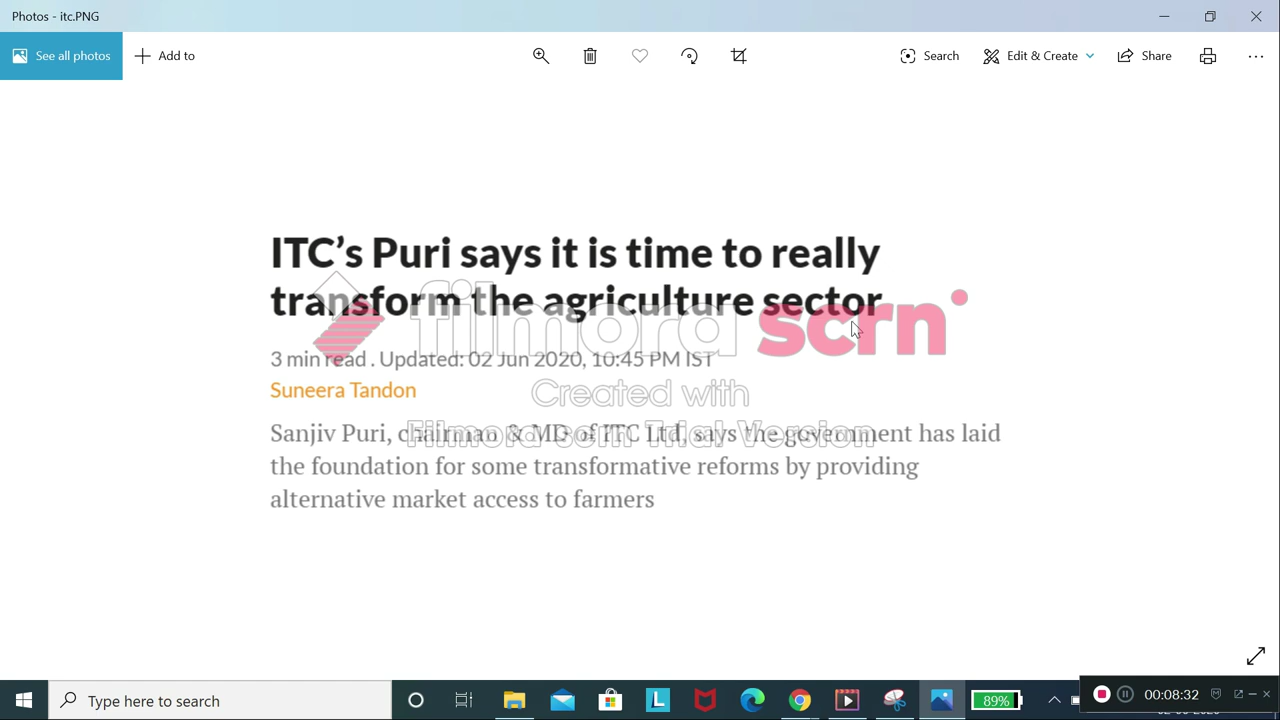 Photos - itc.PNG
See all photos
Add to
Search
Edit & Create
Share
ITC's Puri says it is time to really
transform the agriculture sector
filmora scrn
3 min read . Updated: 02 Jun 2020, 10:45 PM IST
Suneera Tandon
Created with
Filmora scrn Trial Version
Sanjiv Puri, chairman & MD of ITC Ltd, says the government has laid
the foundation for some transformative reforms by providing
alternative market access to farmers
Type here to search
L
89%
00:08:32